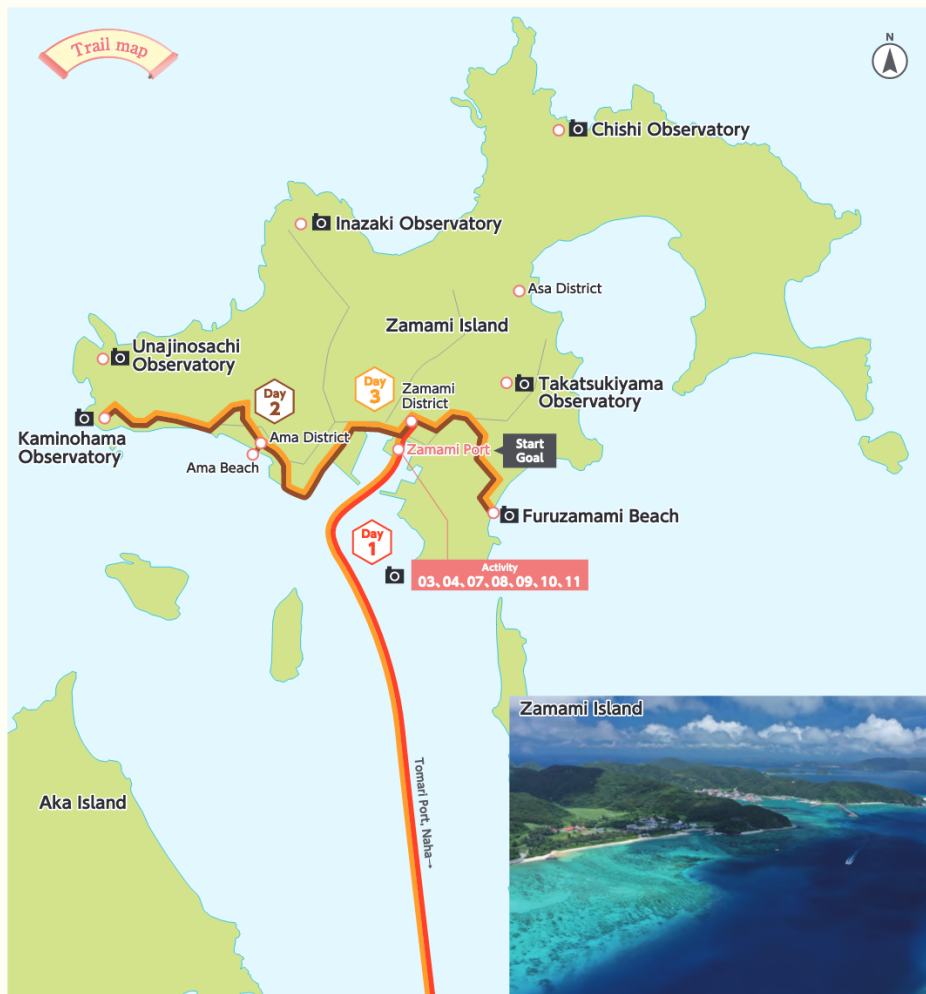 Trail map
N
Chishi Observatory
Inazaki Observatory
Asa District
Zamami Island
Unajinosachi
Observatory
Takatsukiyama
Observatory
Day
2
Day
3
Zamami
District
Kaminohama
Observatory
Ama District
Ama Beach
Zamami Port
Start
Goal
Furuzamami Beach
Day
1
Activity
03、04、07、08、09、10、11
Zamami Island
Tomari Port, Naha→
Aka Island